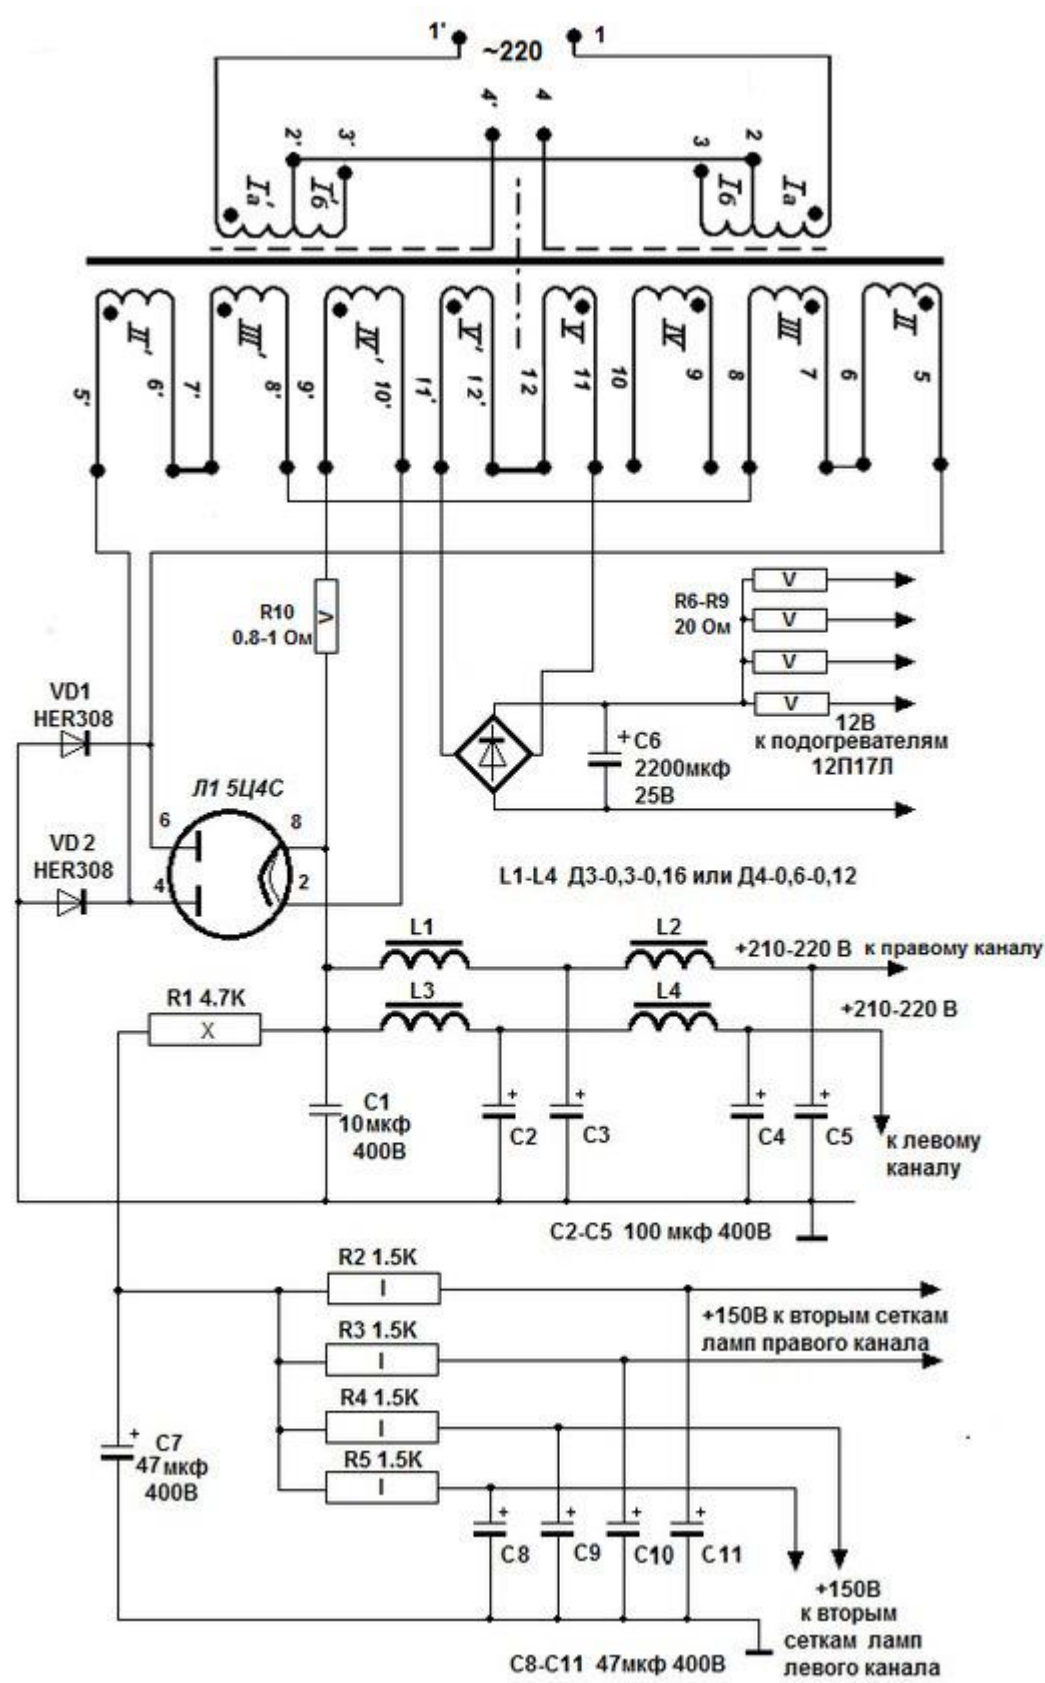 1' ~220 1
4' 4
2' 3' 3 2
Iа' Iб' Iб Iа
II' III' IV' V' V IV III II
5' 6' 7' 8' 9' 10' 11' 12' 12 11 10 9 8 7 6 5
R10
0.8-1 Ом
V
R6-R9
20 Ом
V
V
V
V
12В
к подогревателям
12П17Л
+ C6
2200мкф
25В
VD1
HER308
Л1 5Ц4С
6 8
VD2
HER308
4 2
L1-L4 Д3-0,3-0,16 или Д4-0,6-0,12
L1 L2
+210-220 В к правому каналу
R1 4.7K
X
L3 L4
+210-220 В
C1
10мкф
400В
+ + + +
C2 C3 C4 C5
к левому
каналу
C2-C5 100 мкф 400В
R2 1.5K
I
+150В к вторым сеткам
ламп правого канала
R3 1.5K
I
R4 1.5K
I
R5 1.5K
I
+ C7
47мкф
400В
+ + + +
C8 C9 C10 C11
+150В
к вторым
сеткам ламп
левого канала
C8-C11 47мкф 400В